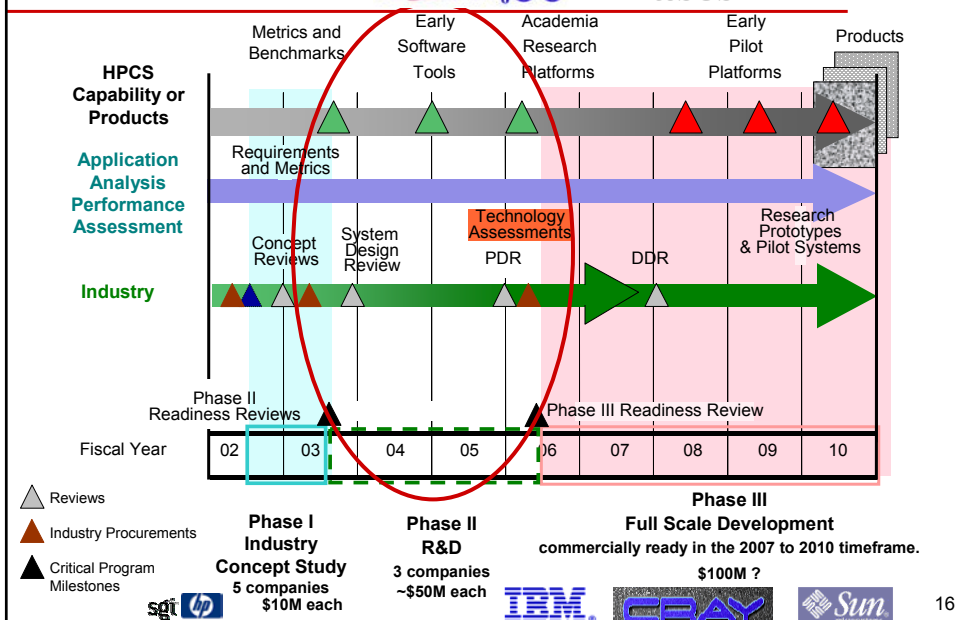 Metrics and
Benchmarks
Early
Software
Tools
Academia
Research
Platforms
Early
Pilot
Platforms
Products
HPCS
Capability or
Products
Application
Analysis
Performance
Assessment
Requirements
and Metrics
Technology
Assessments
Research
Prototypes
& Pilot Systems
Concept
Reviews
System
Design
Review
PDR
DDR
Industry
Phase II
Readiness Reviews
Phase III Readiness Review
Fiscal Year
02
03
04
05
06
07
08
09
10
Reviews
Industry Procurements
Critical Program
Milestones
Phase I
Industry
Concept Study
5 companies
$10M each
Phase II
R&D
3 companies
~$50M each
Phase III
Full Scale Development
commercially ready in the 2007 to 2010 timeframe.
$100M ?
sgi
hp
IBM
CRAY
Sun
16